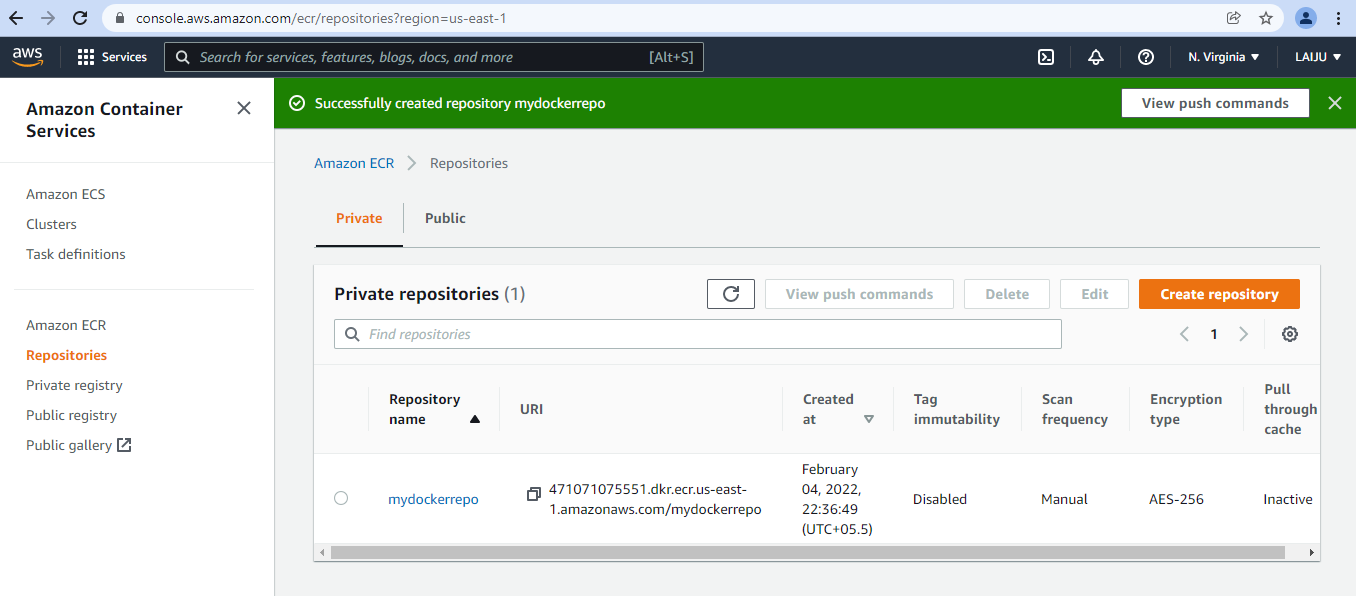 console.aws.amazon.com/ecr/repositories?region=us-east-1
aws
Services
Search for services, features, blogs, docs, and more
[Alt+S]
N. Virginia
LAIJU
Amazon Container
Services
Successfully created repository mydockerrepo
View push commands
Amazon ECR
Repositories
Amazon ECS
Clusters
Task definitions
Amazon ECR
Repositories
Private registry
Public registry
Public gallery
Private
Public
Private repositories (1)
View push commands
Delete
Edit
Create repository
Find repositories
1
Repository
name
URI
Created
at
Tag
immutability
Scan
frequency
Encryption
type
Pull
through
cache
mydockerrepo
471071075551.dkr.ecr.us-east-
1.amazonaws.com/mydockerrepo
February
04, 2022,
22:36:49
(UTC+05.5)
Disabled
Manual
AES-256
Inactive